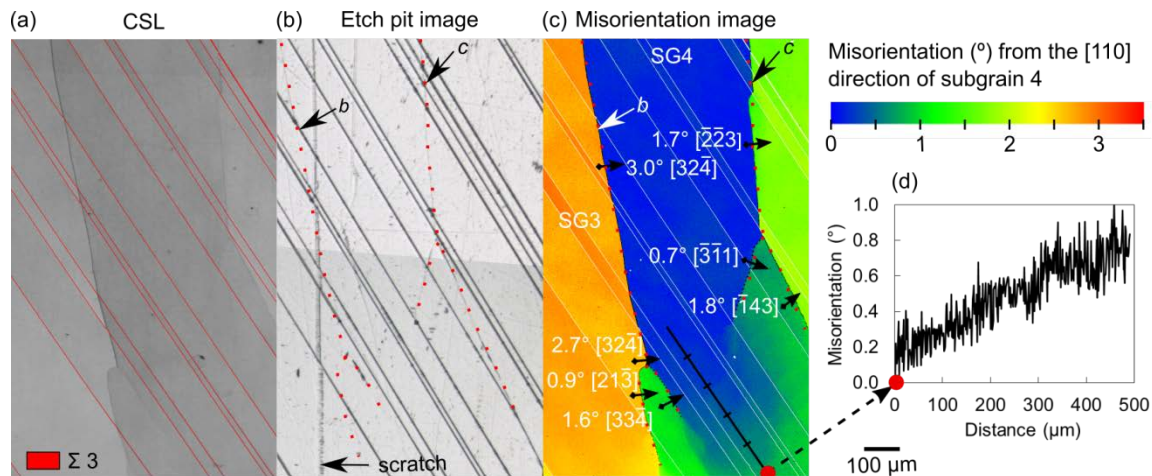 (a) CSL
Σ 3
(b) Etch pit image
b
c
scratch
(c) Misorientation image
SG4
c
b
1.7° [2̅2̅3]
3.0° [324̅]
SG3
0.7° [3̅1̅1]
1.8° [1̅43]
2.7° [324̅]
0.9° [213̅]
1.6° [334̅]
Misorientation (º) from the [110]
direction of subgrain 4
0 1 2 3
(d)
Misorientation (°)
1.0
0.8
0.6
0.4
0.2
0.0
0 100 200 300 400 500
Distance (µm)
100 µm